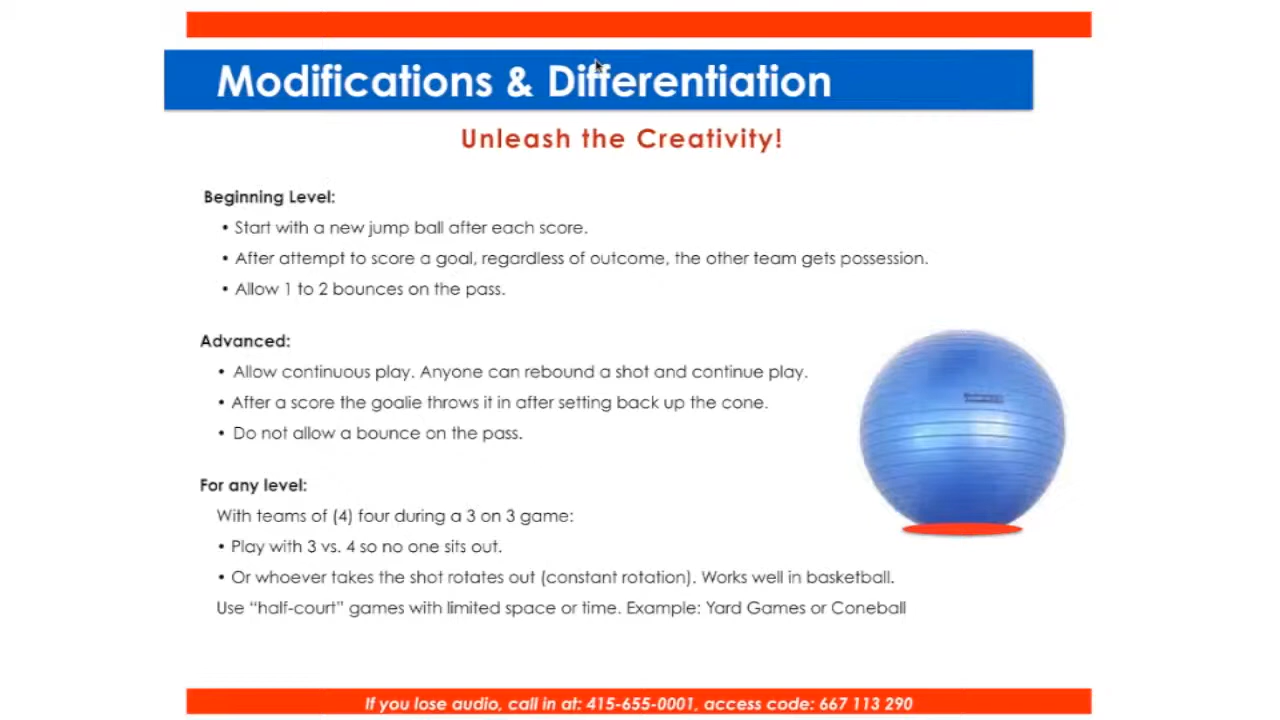 Modifications & Differentiation
Unleash the Creativity!
Beginning Level:
• Start with a new jump ball after each score.
• After attempt to score a goal, regardless of outcome, the other team gets possession.
• Allow 1 to 2 bounces on the pass.
Advanced:
• Allow continuous play. Anyone can rebound a shot and continue play.
• After a score the goalie throws it in after setting back up the cone.
• Do not allow a bounce on the pass.
For any level:
With teams of (4) four during a 3 on 3 game:
• Play with 3 vs. 4 so no one sits out.
• Or whoever takes the shot rotates out (constant rotation). Works well in basketball.
Use “half-court” games with limited space or time. Example: Yard Games or Coneball
If you lose audio, call in at: 415-655-0001, access code: 667 113 290